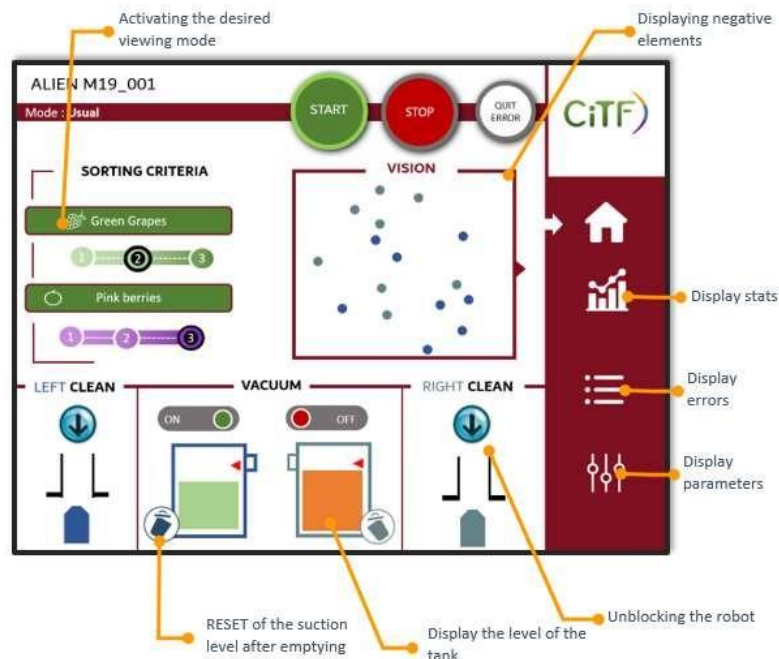 Activating the desired
viewing mode
Displaying negative
elements
ALIEN M19_001
Mode : Usual
START
STOP
QUIT
ERROR
CiTF)
SORTING CRITERIA
VISION
Green Grapes
1 2 3
Pink berries
1 2 3
Display stats
Display
errors
Display
parameters
LEFT CLEAN
VACUUM
RIGHT CLEAN
ON
OFF
RESET of the suction
level after emptying
Display the level of the
tank
Unblocking the robot